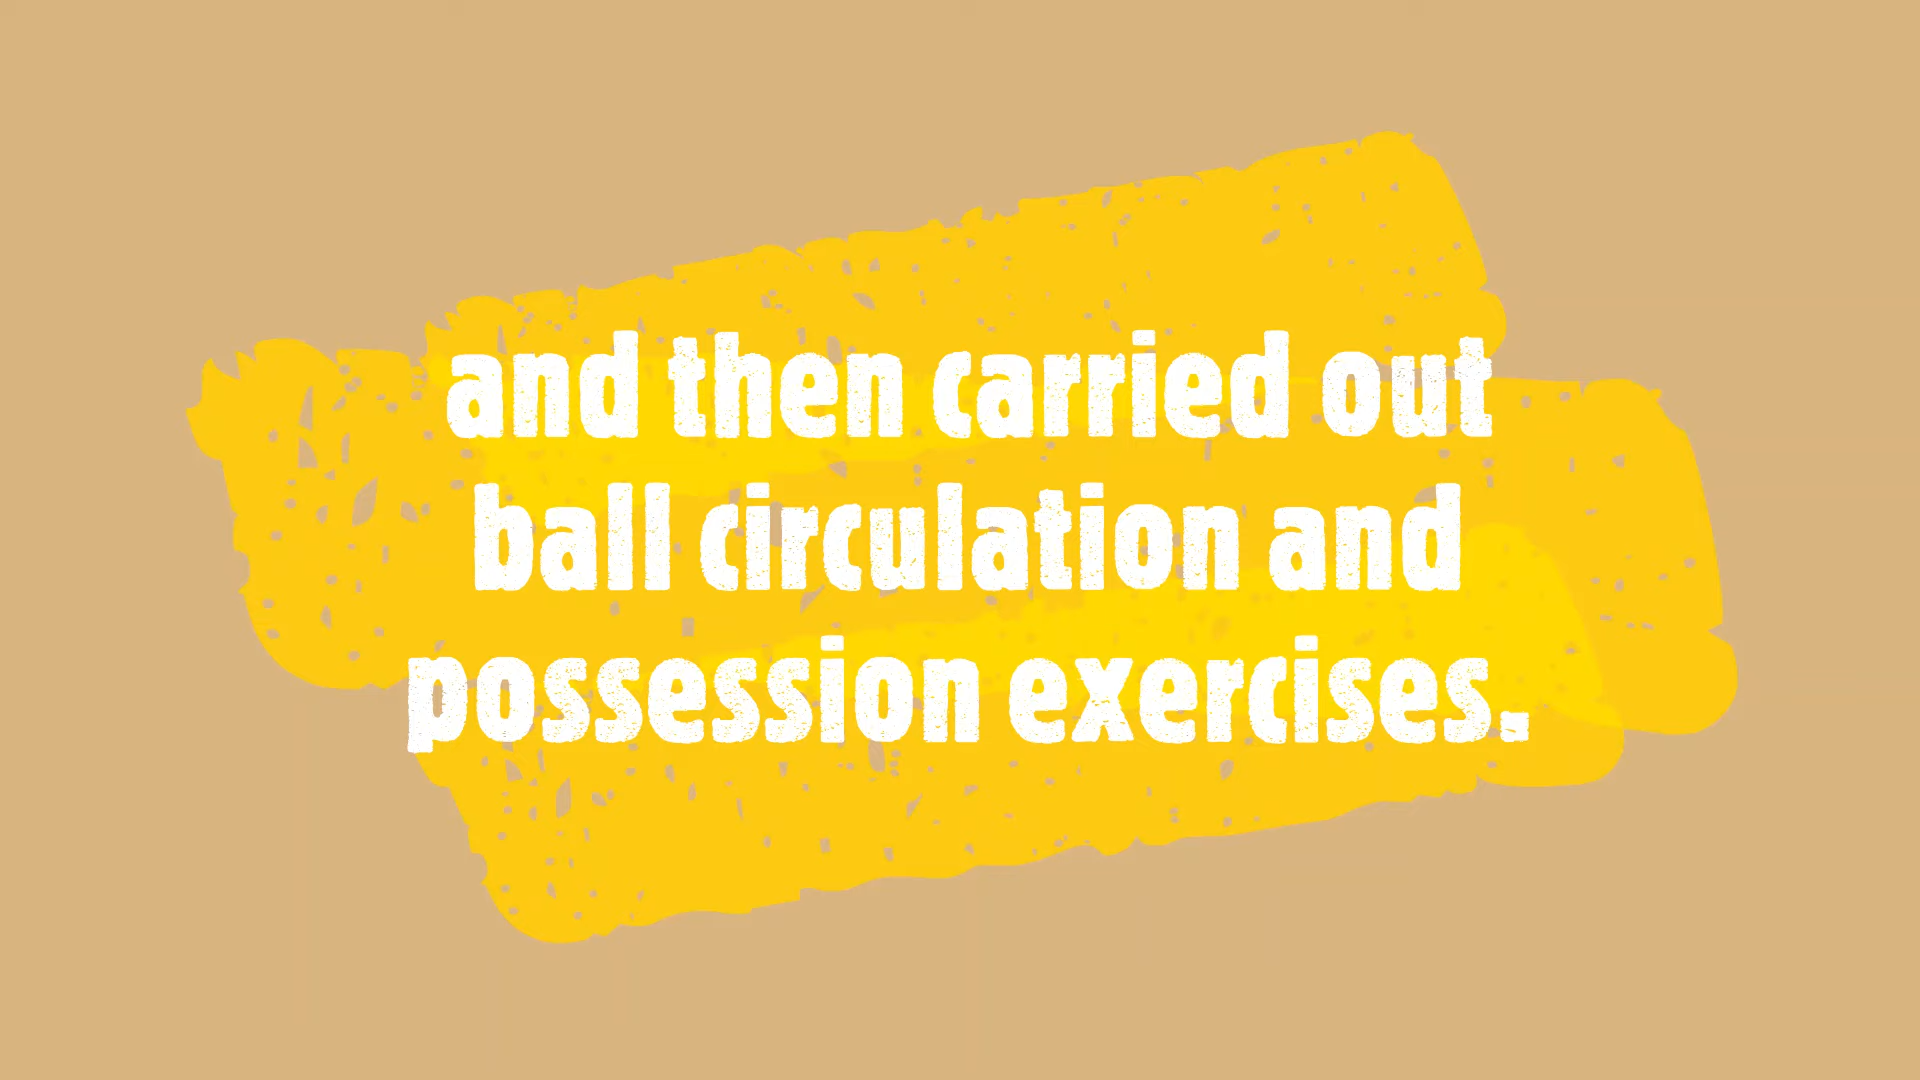 and then carried out
ball circulation and
possession exercises.